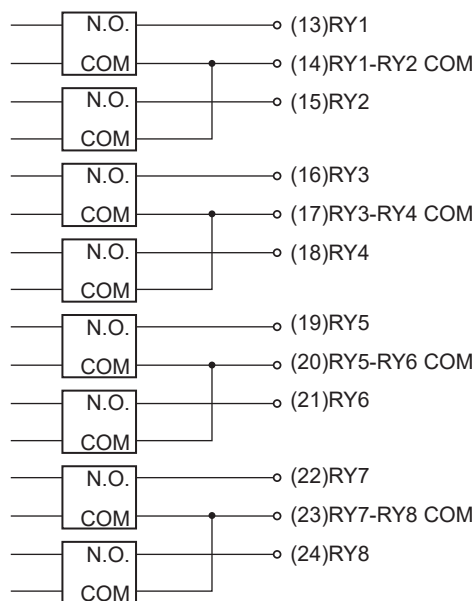 N.O. (13)RY1
COM (14)RY1-RY2 COM
N.O. (15)RY2
COM
N.O. (16)RY3
COM (17)RY3-RY4 COM
N.O. (18)RY4
COM
N.O. (19)RY5
COM (20)RY5-RY6 COM
N.O. (21)RY6
COM
N.O. (22)RY7
COM (23)RY7-RY8 COM
N.O. (24)RY8
COM